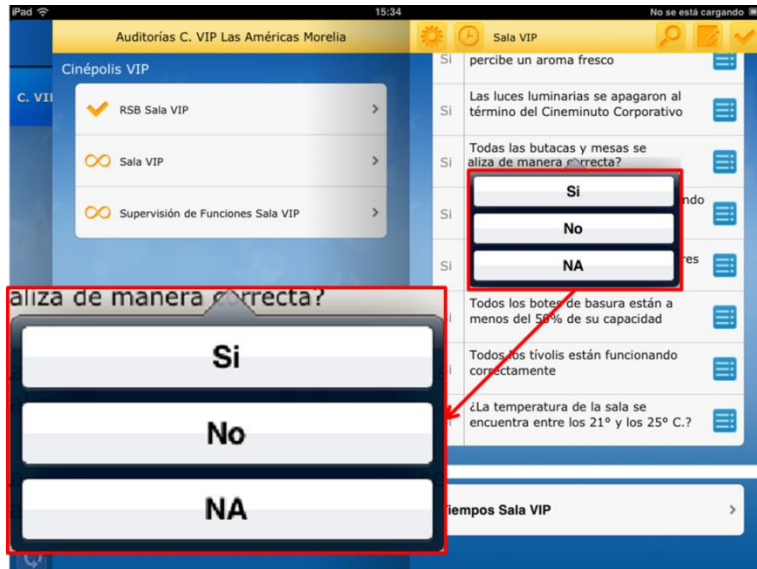 iPad
15:34
No se está cargando
Auditorías C. VIP Las Américas Morelia
Sala VIP
Cinépolis VIP
C. VI
RSB Sala VIP
Sala VIP
Supervisión de Funciones Sala VIP
Si
percibe un aroma fresco
Si
Las luces luminarias se apagaron al
término del Cineminuto Corporativo
Si
Todas las butacas y mesas se
aliza de manera correcta?
Si
No
NA
Si
ndo
Si
res
Todos los botes de basura están a
menos del 50% de su capacidad
Todos los tívolis están funcionando
correctamente
¿La temperatura de la sala se
encuentra entre los 21° y los 25° C.?
aliza de manera correcta?
Si
No
NA
iempos Sala VIP